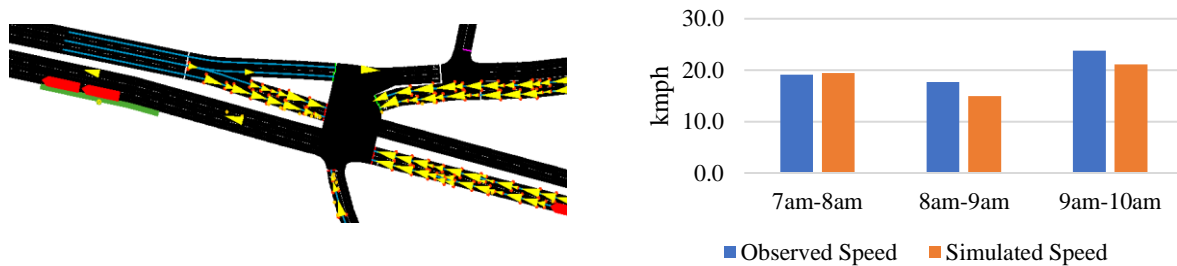 30.0
20.0
10.0
0.0
kmph
7am-8am 8am-9am 9am-10am
Observed Speed Simulated Speed